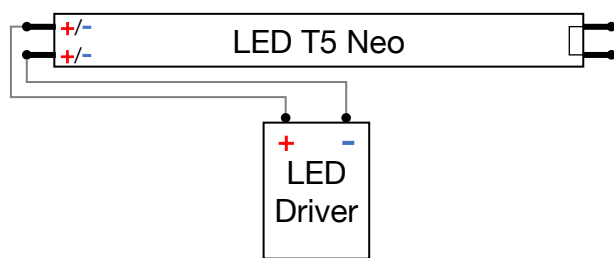 +/-
LED T5 Neo
+/-
+ -
LED
Driver